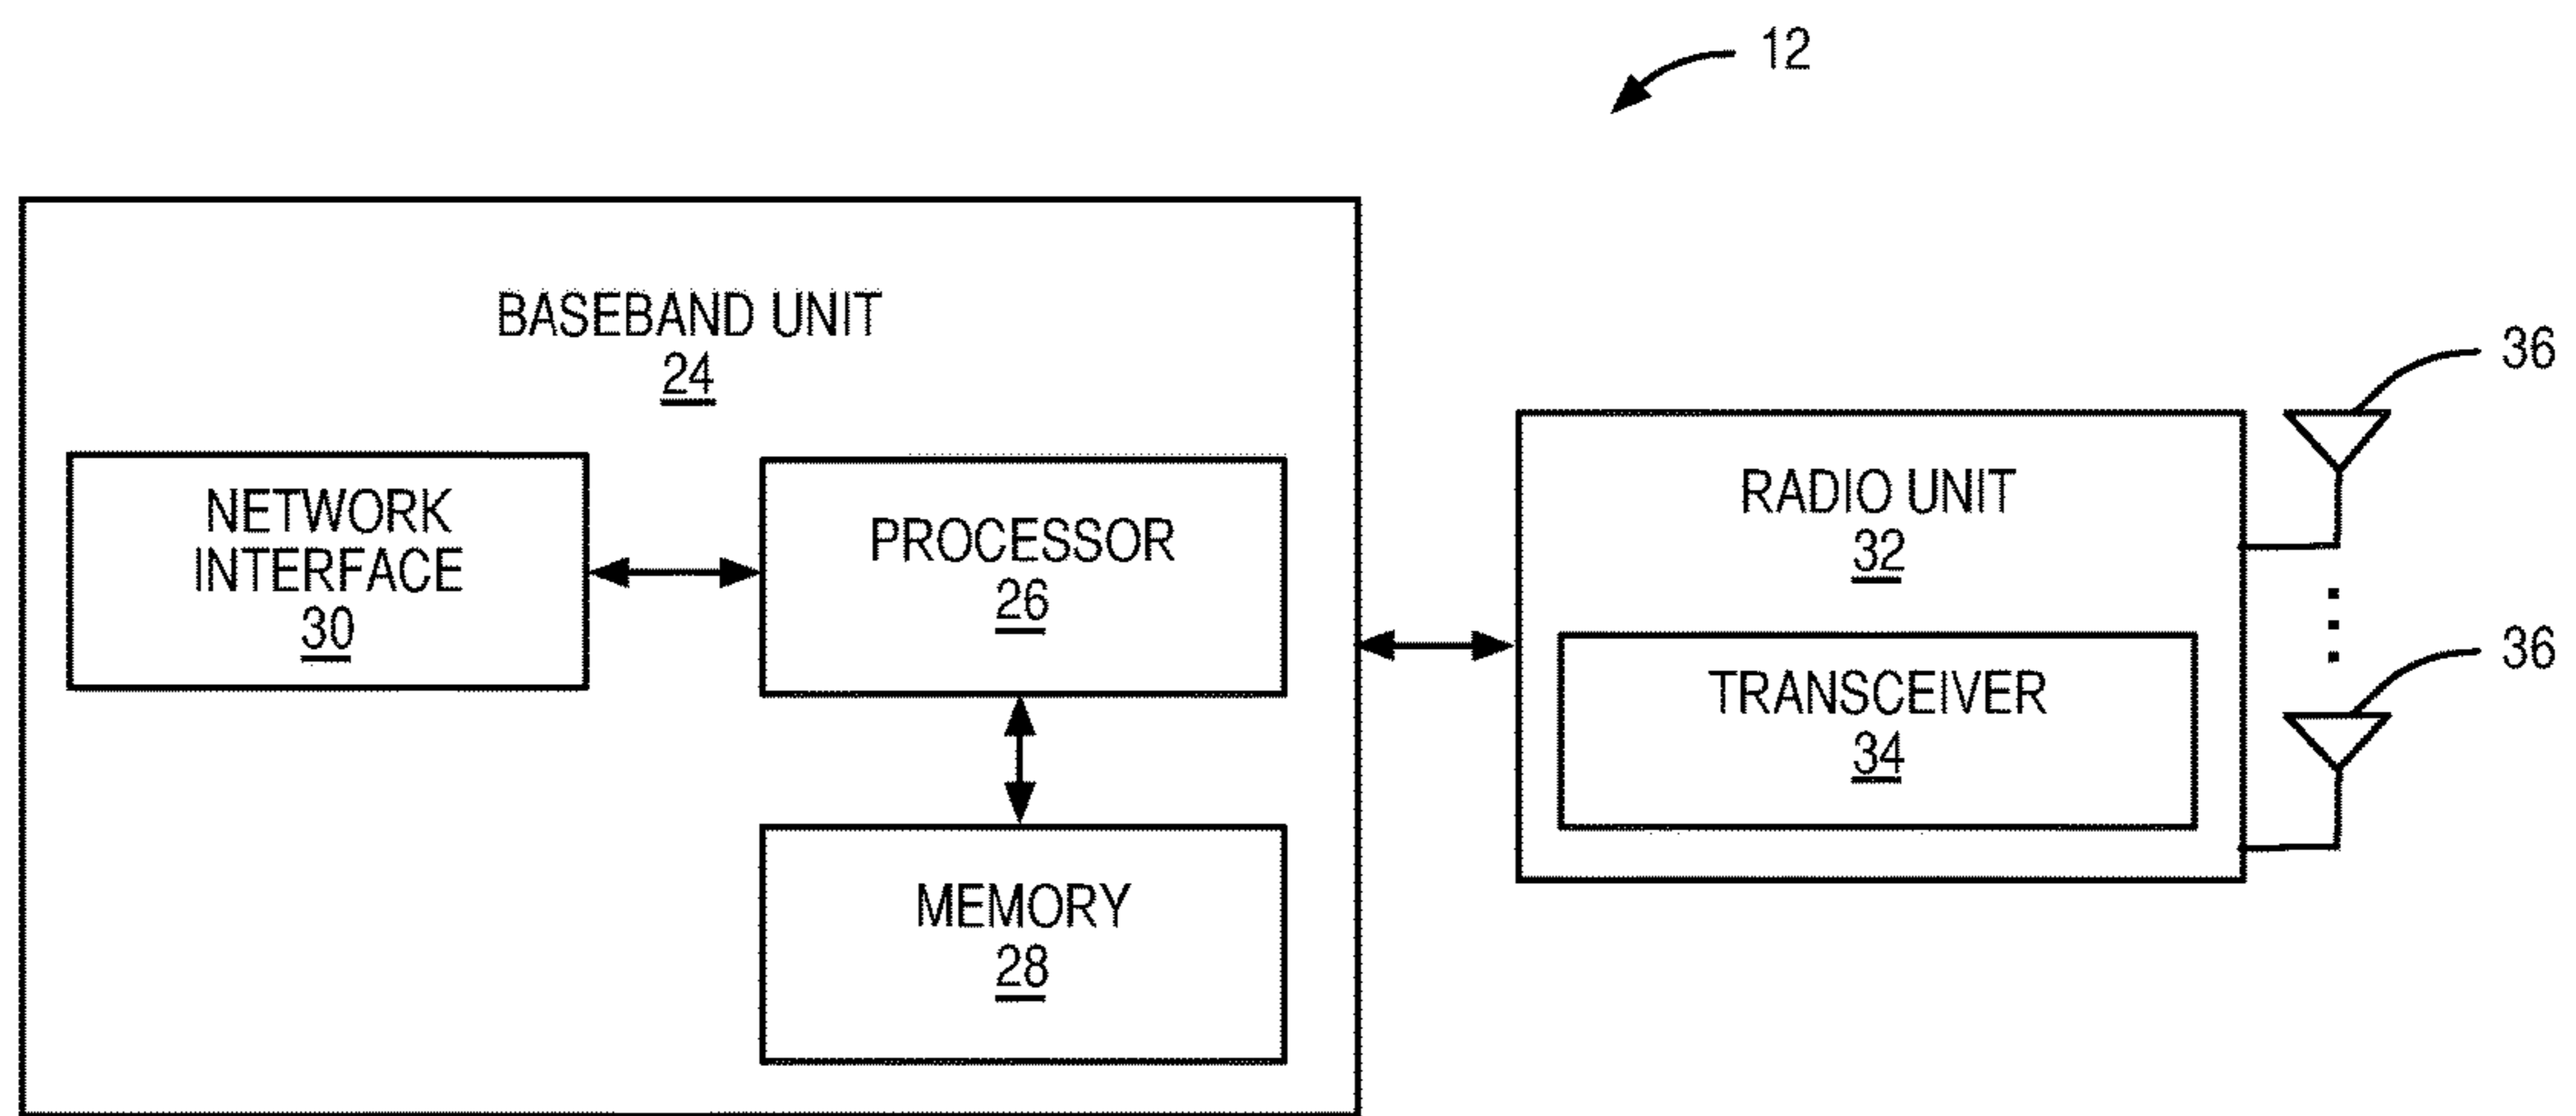 12
BASEBAND UNIT
24
NETWORK
INTERFACE
30
PROCESSOR
26
MEMORY
28
RADIO UNIT
32
TRANSCEIVER
34
36
36